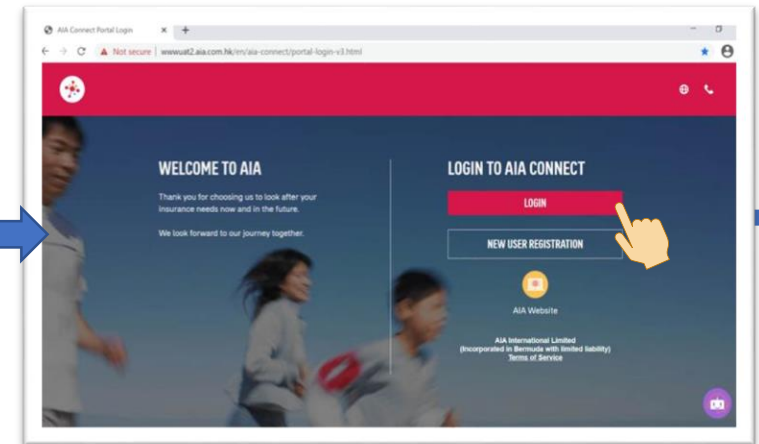 AIA Connect Portal Login
Not secure
wwwuat2.aia.com.hk/en/aia-connect/portal-login-v3.html
WELCOME TO AIA
Thank you for choosing us to look after your
insurance needs now and in the future.
We look forward to our journey together.
LOGIN TO AIA CONNECT
LOGIN
NEW USER REGISTRATION
AIA Website
AIA International Limited
(Incorporated in Bermuda with limited liability)
Terms of Service